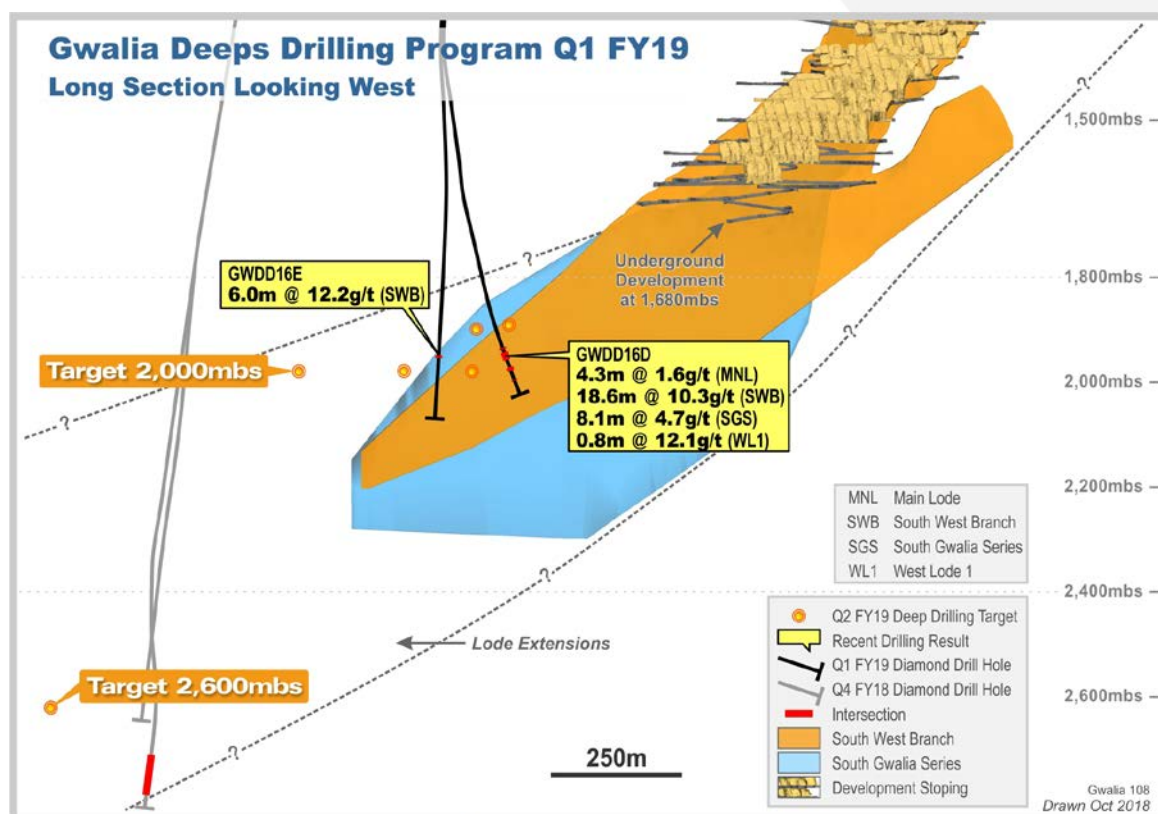 Gwalia Deeps Drilling Program Q1 FY19
Long Section Looking West
?
1,500mbs
Underground
Development
at 1,680mbs
?
GWDD16E
6.0m @ 12.2g/t (SWB)
1,800mbs
?
Target 2,000mbs
GWDD16D
4.3m @ 1.6g/t (MNL)
18.6m @ 10.3g/t (SWB)
8.1m @ 4.7g/t (SGS)
0.8m @ 12.1g/t (WL1)
2,000mbs
?
2,200mbs
MNL Main Lode
SWB South West Branch
SGS South Gwalia Series
WL1 West Lode 1
?
2,400mbs
Lode Extensions
Q2 FY19 Deep Drilling Target
Recent Drilling Result
Q1 FY19 Diamond Drill Hole
Q4 FY18 Diamond Drill Hole
Intersection
South West Branch
South Gwalia Series
Development Stoping
Target 2,600mbs
2,600mbs
?
250m
Gwalia 108
Drawn Oct 2018